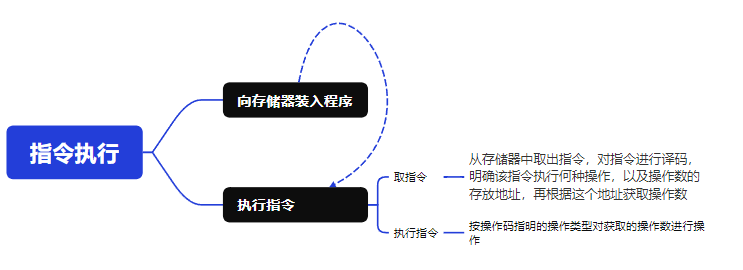 指令执行
向存储器装入程序
执行指令
取指令
从存储器中取出指令，对指令进行译码，
明确该指令执行何种操作，以及操作数的
存放地址，再根据这个地址获取操作数
执行指令
按操作码指明的操作类型对获取的操作数进行操
作